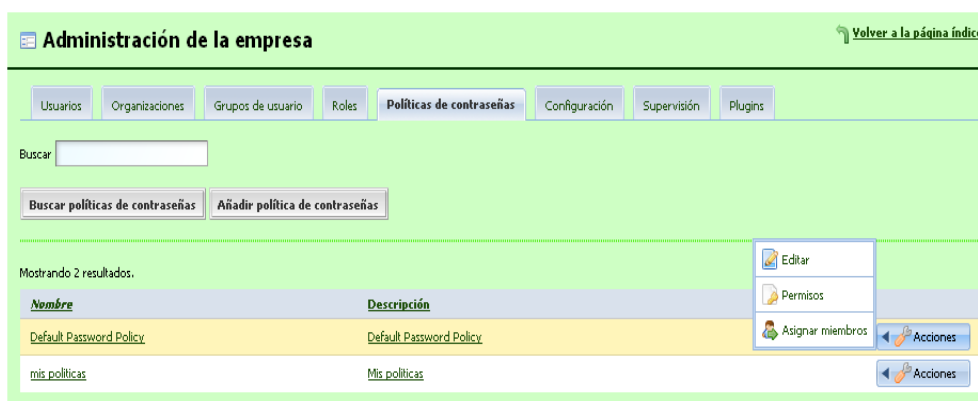 Administración de la empresa
Volver a la página índice
Usuarios Organizaciones Grupos de usuario Roles Políticas de contraseñas Configuración Supervisión Plugins
Buscar
Buscar políticas de contraseñas Añadir política de contraseñas
Mostrando 2 resultados.
Editar
Permisos
Asignar miembros
Nombre Descripción
Default Password Policy Default Password Policy Acciones
mis politicas Mis politicas Acciones